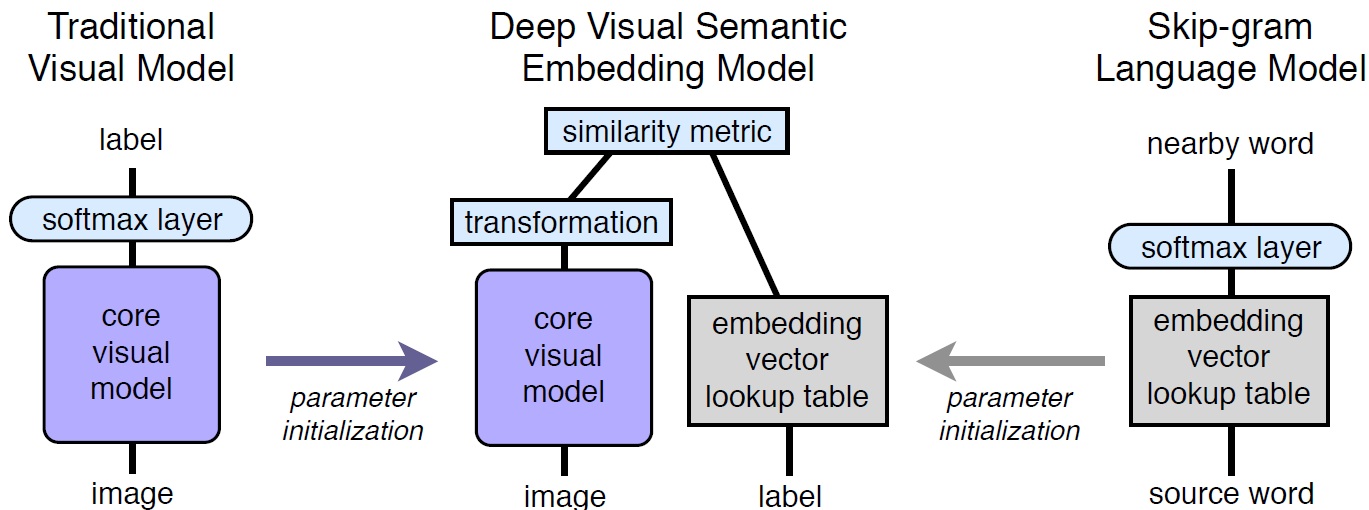 Traditional
Visual Model
label
softmax layer
core
visual
model
image
parameter
initialization
Deep Visual Semantic
Embedding Model
similarity metric
transformation
core
visual
model
image
embedding
vector
lookup table
label
parameter
initialization
Skip-gram
Language Model
nearby word
softmax layer
embedding
vector
lookup table
source word